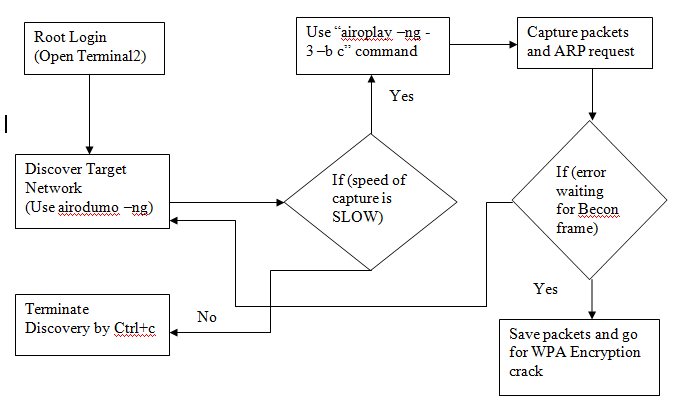 Root Login
(Open Terminal2)
Use “airoplay –ng -
3 –b c” command
Capture packets
and ARP request
Yes
Discover Target
Network
(Use airodumo –ng)
If (speed of
capture is
SLOW)
If (error
waiting
for Becon
frame)
Yes
Terminate
Discovery by Ctrl+c
No
Save packets and go
for WPA Encryption
crack